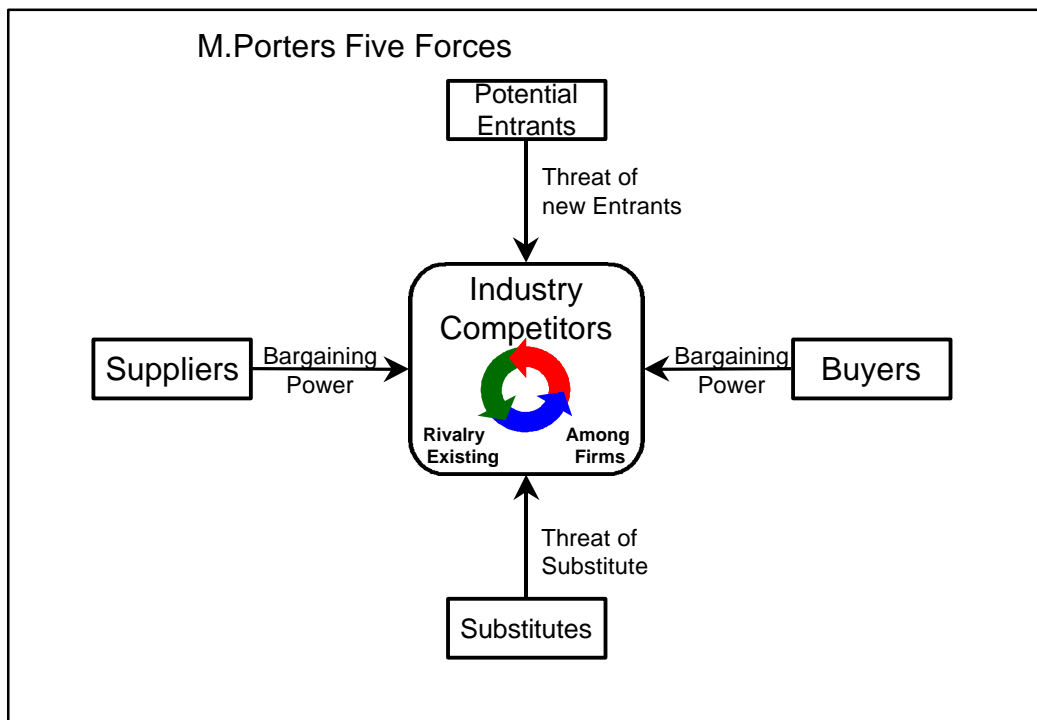 M.Porters Five Forces
Potential
Entrants
Threat of
new Entrants
Industry
Competitors
Suppliers
Bargaining
Power
Bargaining
Power
Buyers
Rivalry Among
Existing Firms
Threat of
Substitute
Substitutes